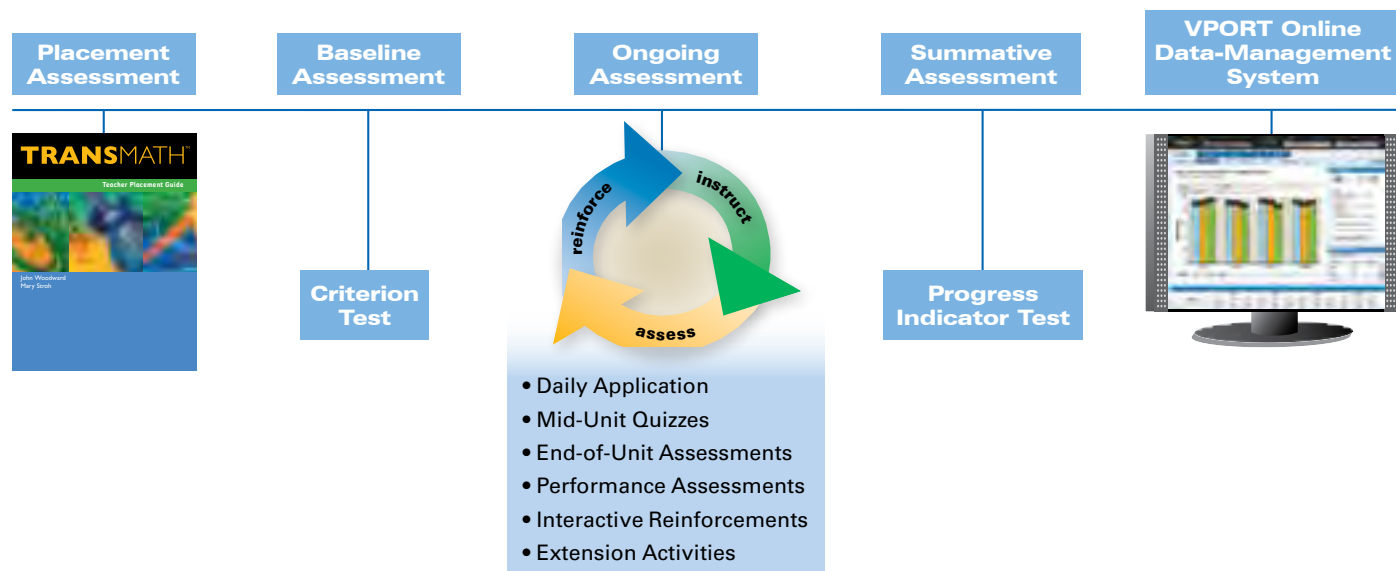 Placement
Assessment
Baseline
Assessment
Ongoing
Assessment
Summative
Assessment
VPORT Online
Data-Management
System
TRANSMATH™
Teacher Placement Guide
John Woodward
Mary Stroh
Criterion
Test
reinforce
instruct
assess
Progress
Indicator Test
• Daily Application
• Mid-Unit Quizzes
• End-of-Unit Assessments
• Performance Assessments
• Interactive Reinforcements
• Extension Activities